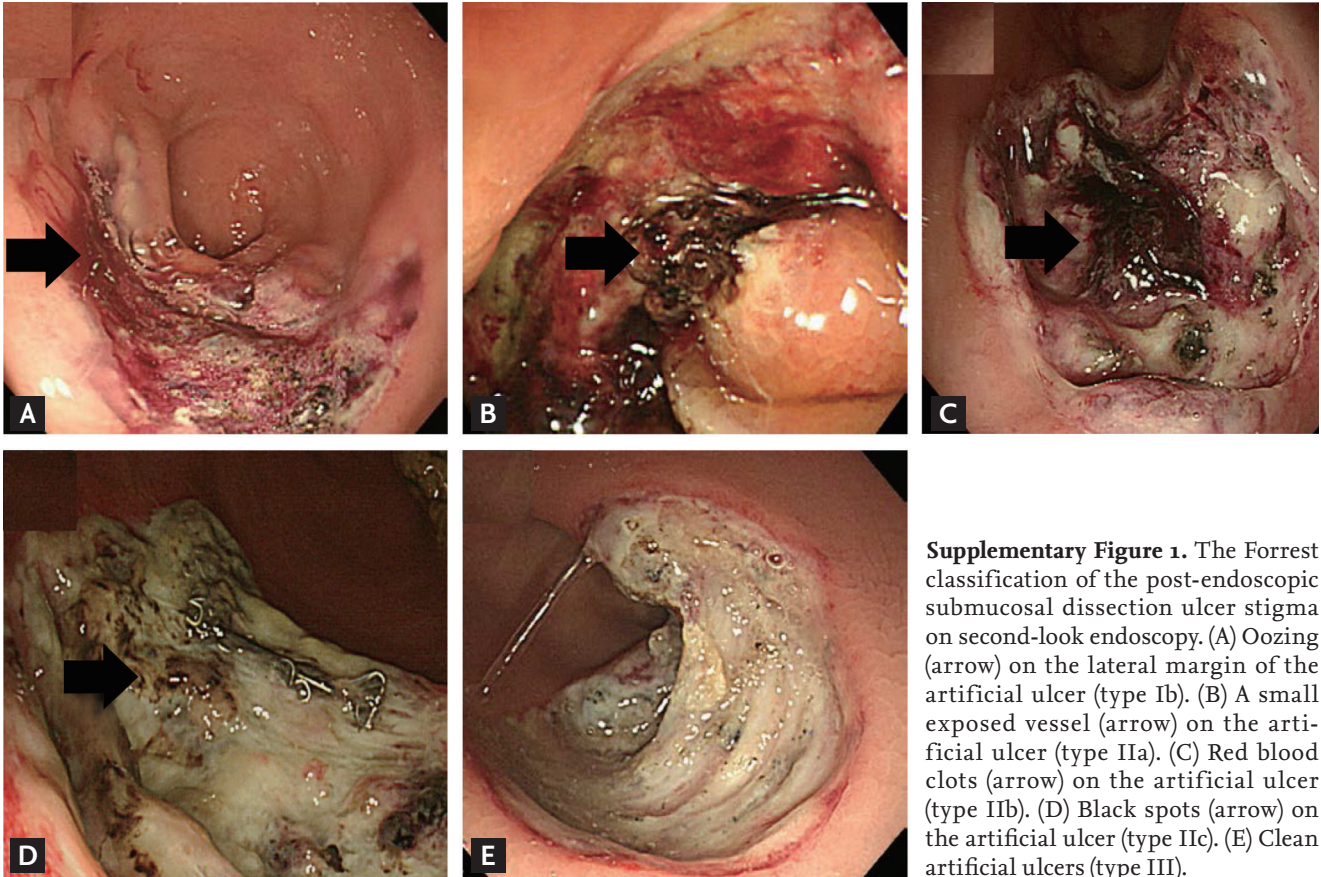 A
B
C
D
E
Supplementary Figure 1. The Forrest
classification of the post-endoscopic
submucosal dissection ulcer stigma
on second-look endoscopy. (A) Oozing
(arrow) on the lateral margin of the
artificial ulcer (type Ib). (B) A small
exposed vessel (arrow) on the arti-
ficial ulcer (type IIa). (C) Red blood
clots (arrow) on the artificial ulcer
(type IIb). (D) Black spots (arrow) on
the artificial ulcer (type IIc). (E) Clean
artificial ulcers (type III).